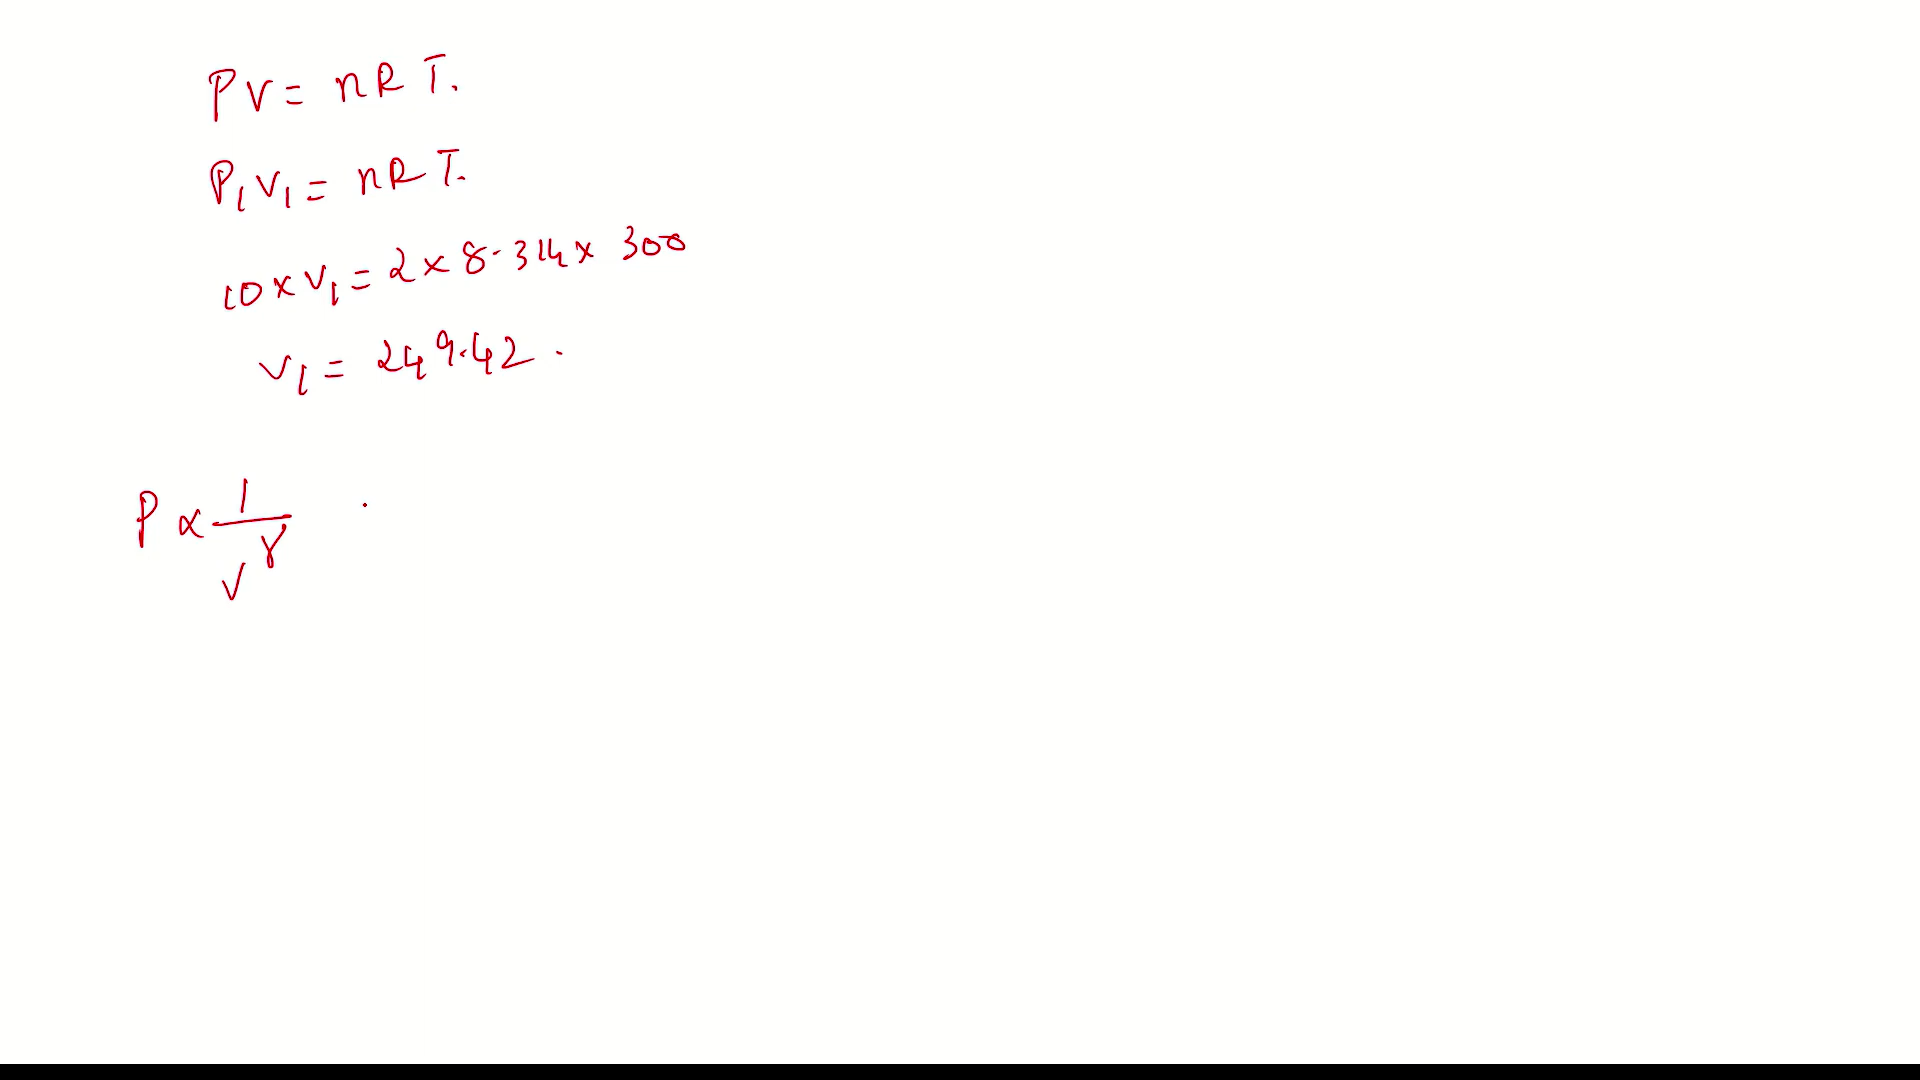 PV = nRT.
P₁V₁ = nRT.
10 × V₁ = 2 × 8.314 × 300
V₁ = 249.42 .
P ∝ 1/V^γ